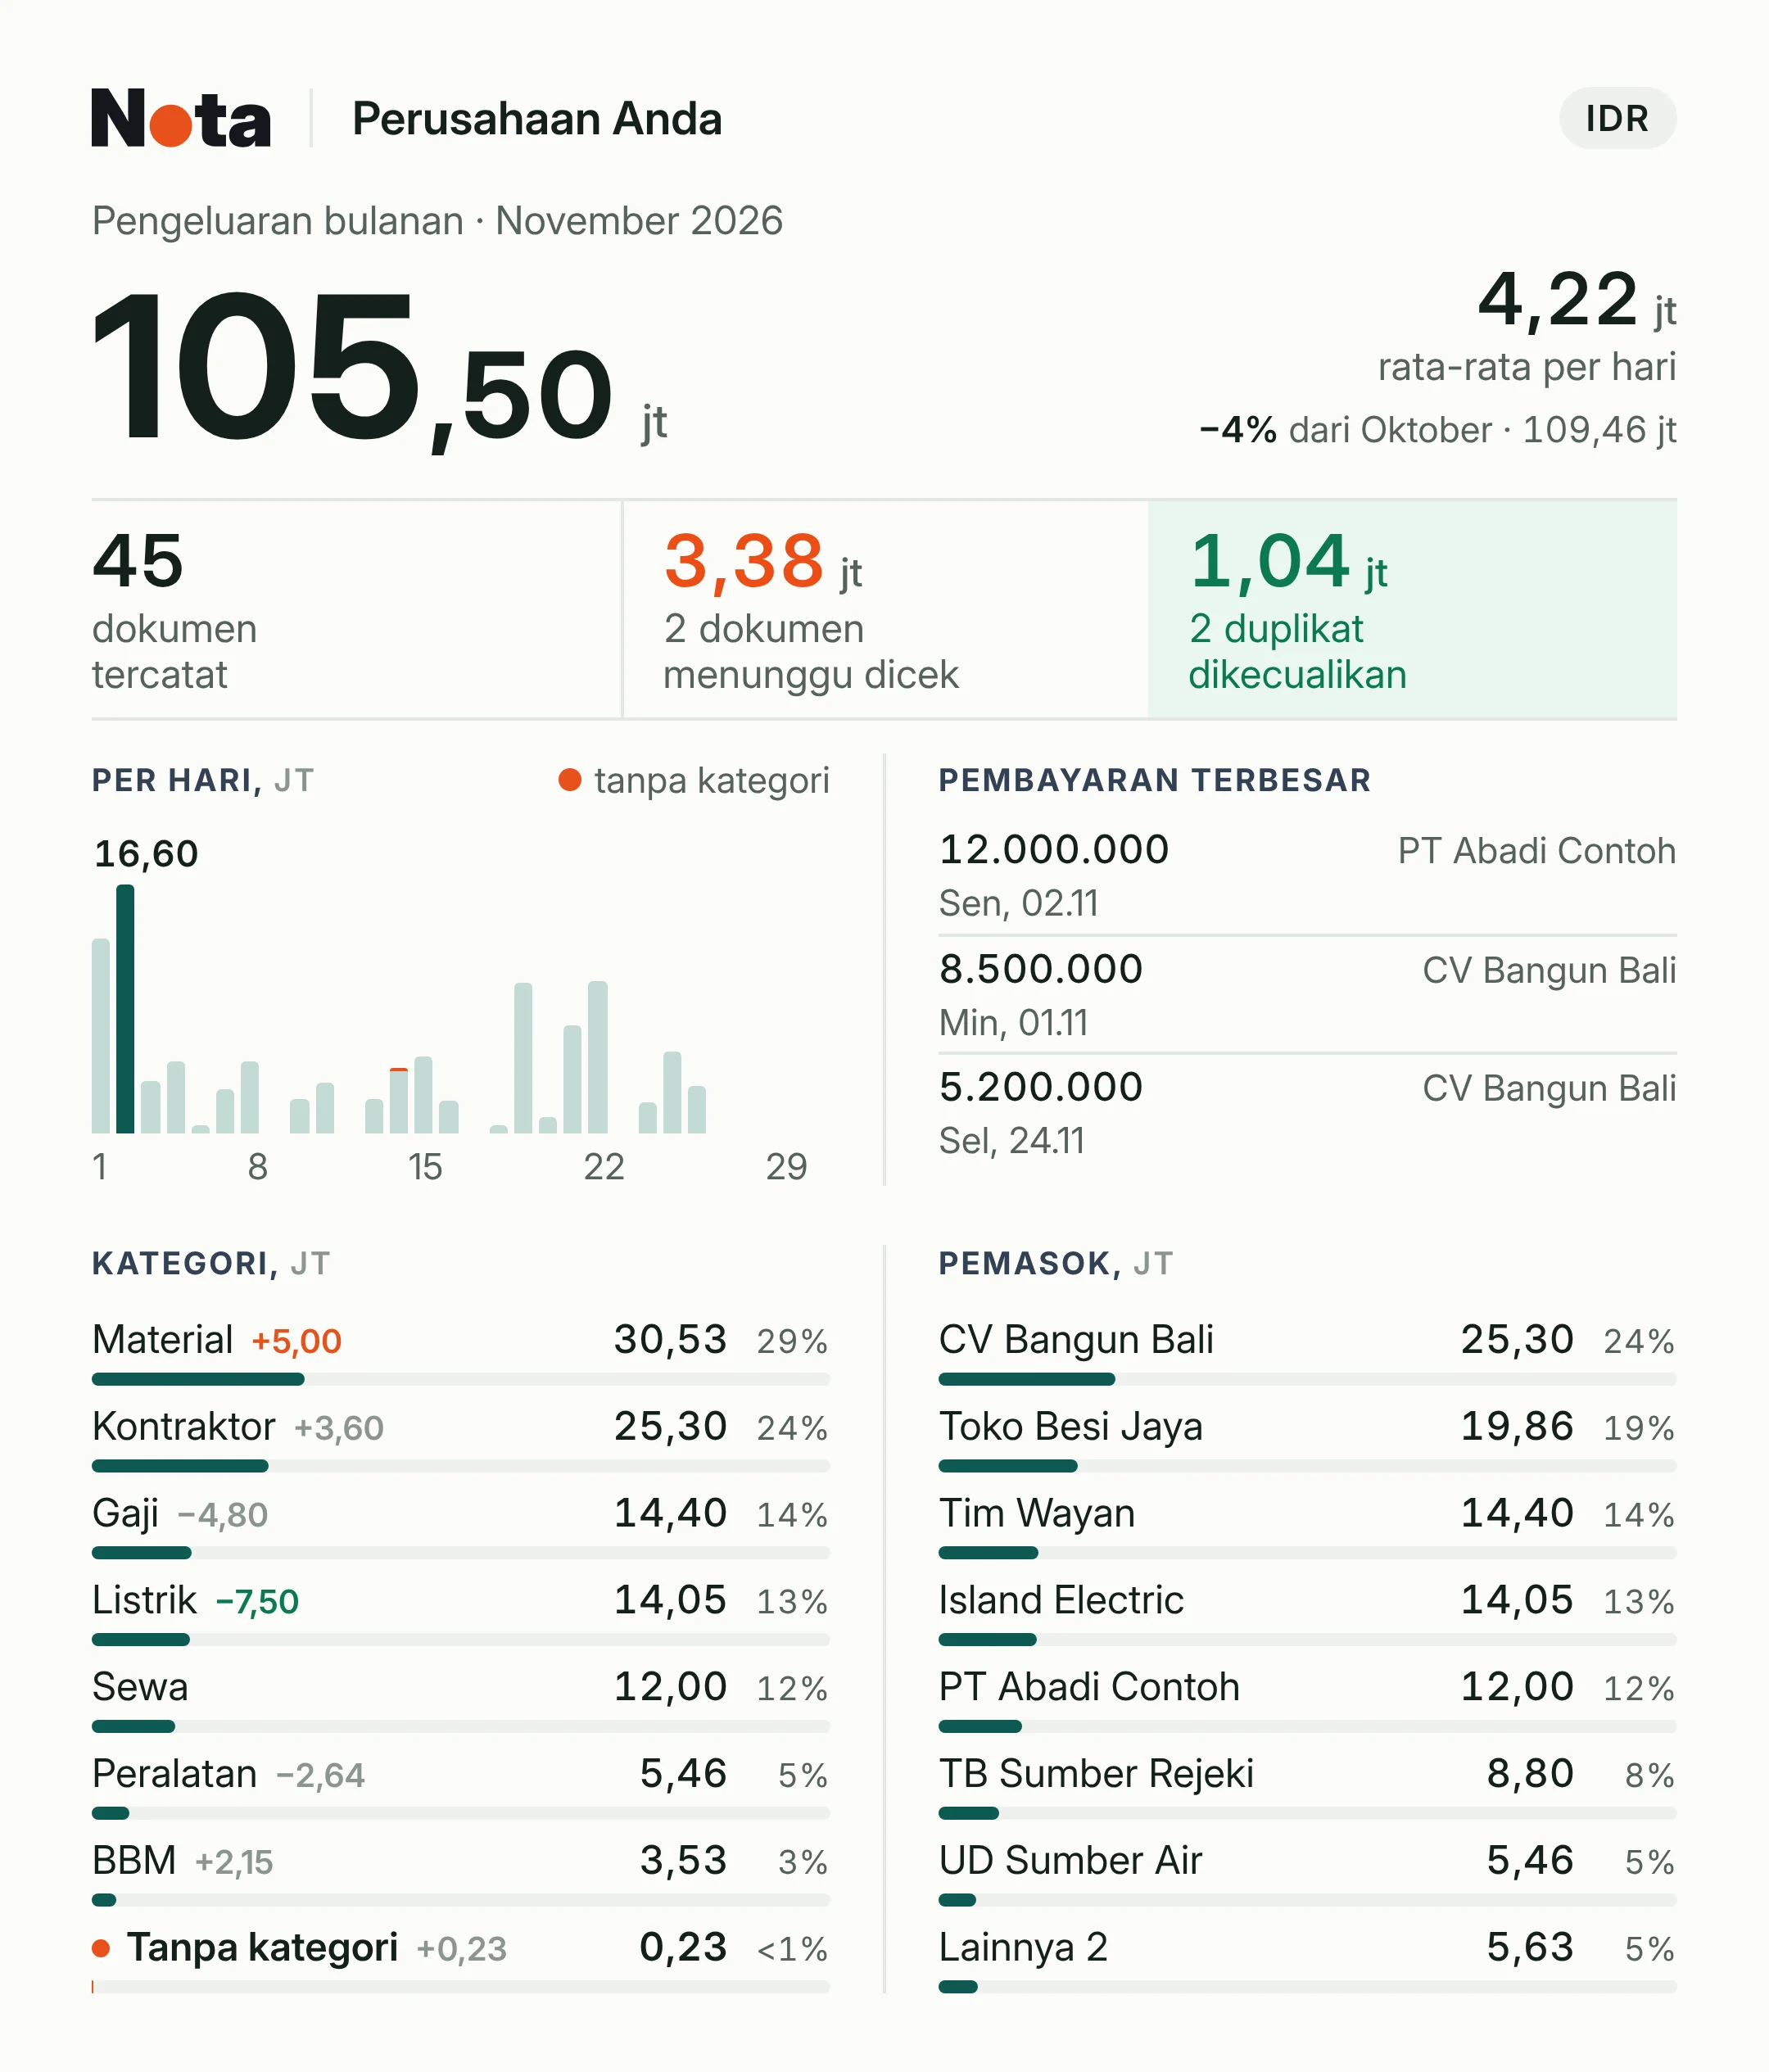 Nota
Perusahaan Anda
IDR
Pengeluaran bulanan · November 2026
105,50 jt
4,22 jt
rata-rata per hari
−4% dari Oktober · 109,46 jt
45
dokumen
tercatat
3,38 jt
2 dokumen
menunggu dicek
1,04 jt
2 duplikat
dikecualikan
PER HARI, JT
tanpa kategori
16,60
1 8 15 22 29
PEMBAYARAN TERBESAR
12.000.000 PT Abadi Contoh
Sen, 02.11
8.500.000 CV Bangun Bali
Min, 01.11
5.200.000 CV Bangun Bali
Sel, 24.11
KATEGORI, JT
Material +5,00 30,53 29%
Kontraktor +3,60 25,30 24%
Gaji −4,80 14,40 14%
Listrik −7,50 14,05 13%
Sewa 12,00 12%
Peralatan −2,64 5,46 5%
BBM +2,15 3,53 3%
Tanpa kategori +0,23 0,23 <1%
PEMASOK, JT
CV Bangun Bali 25,30 24%
Toko Besi Jaya 19,86 19%
Tim Wayan 14,40 14%
Island Electric 14,05 13%
PT Abadi Contoh 12,00 12%
TB Sumber Rejeki 8,80 8%
UD Sumber Air 5,46 5%
Lainnya 2 5,63 5%